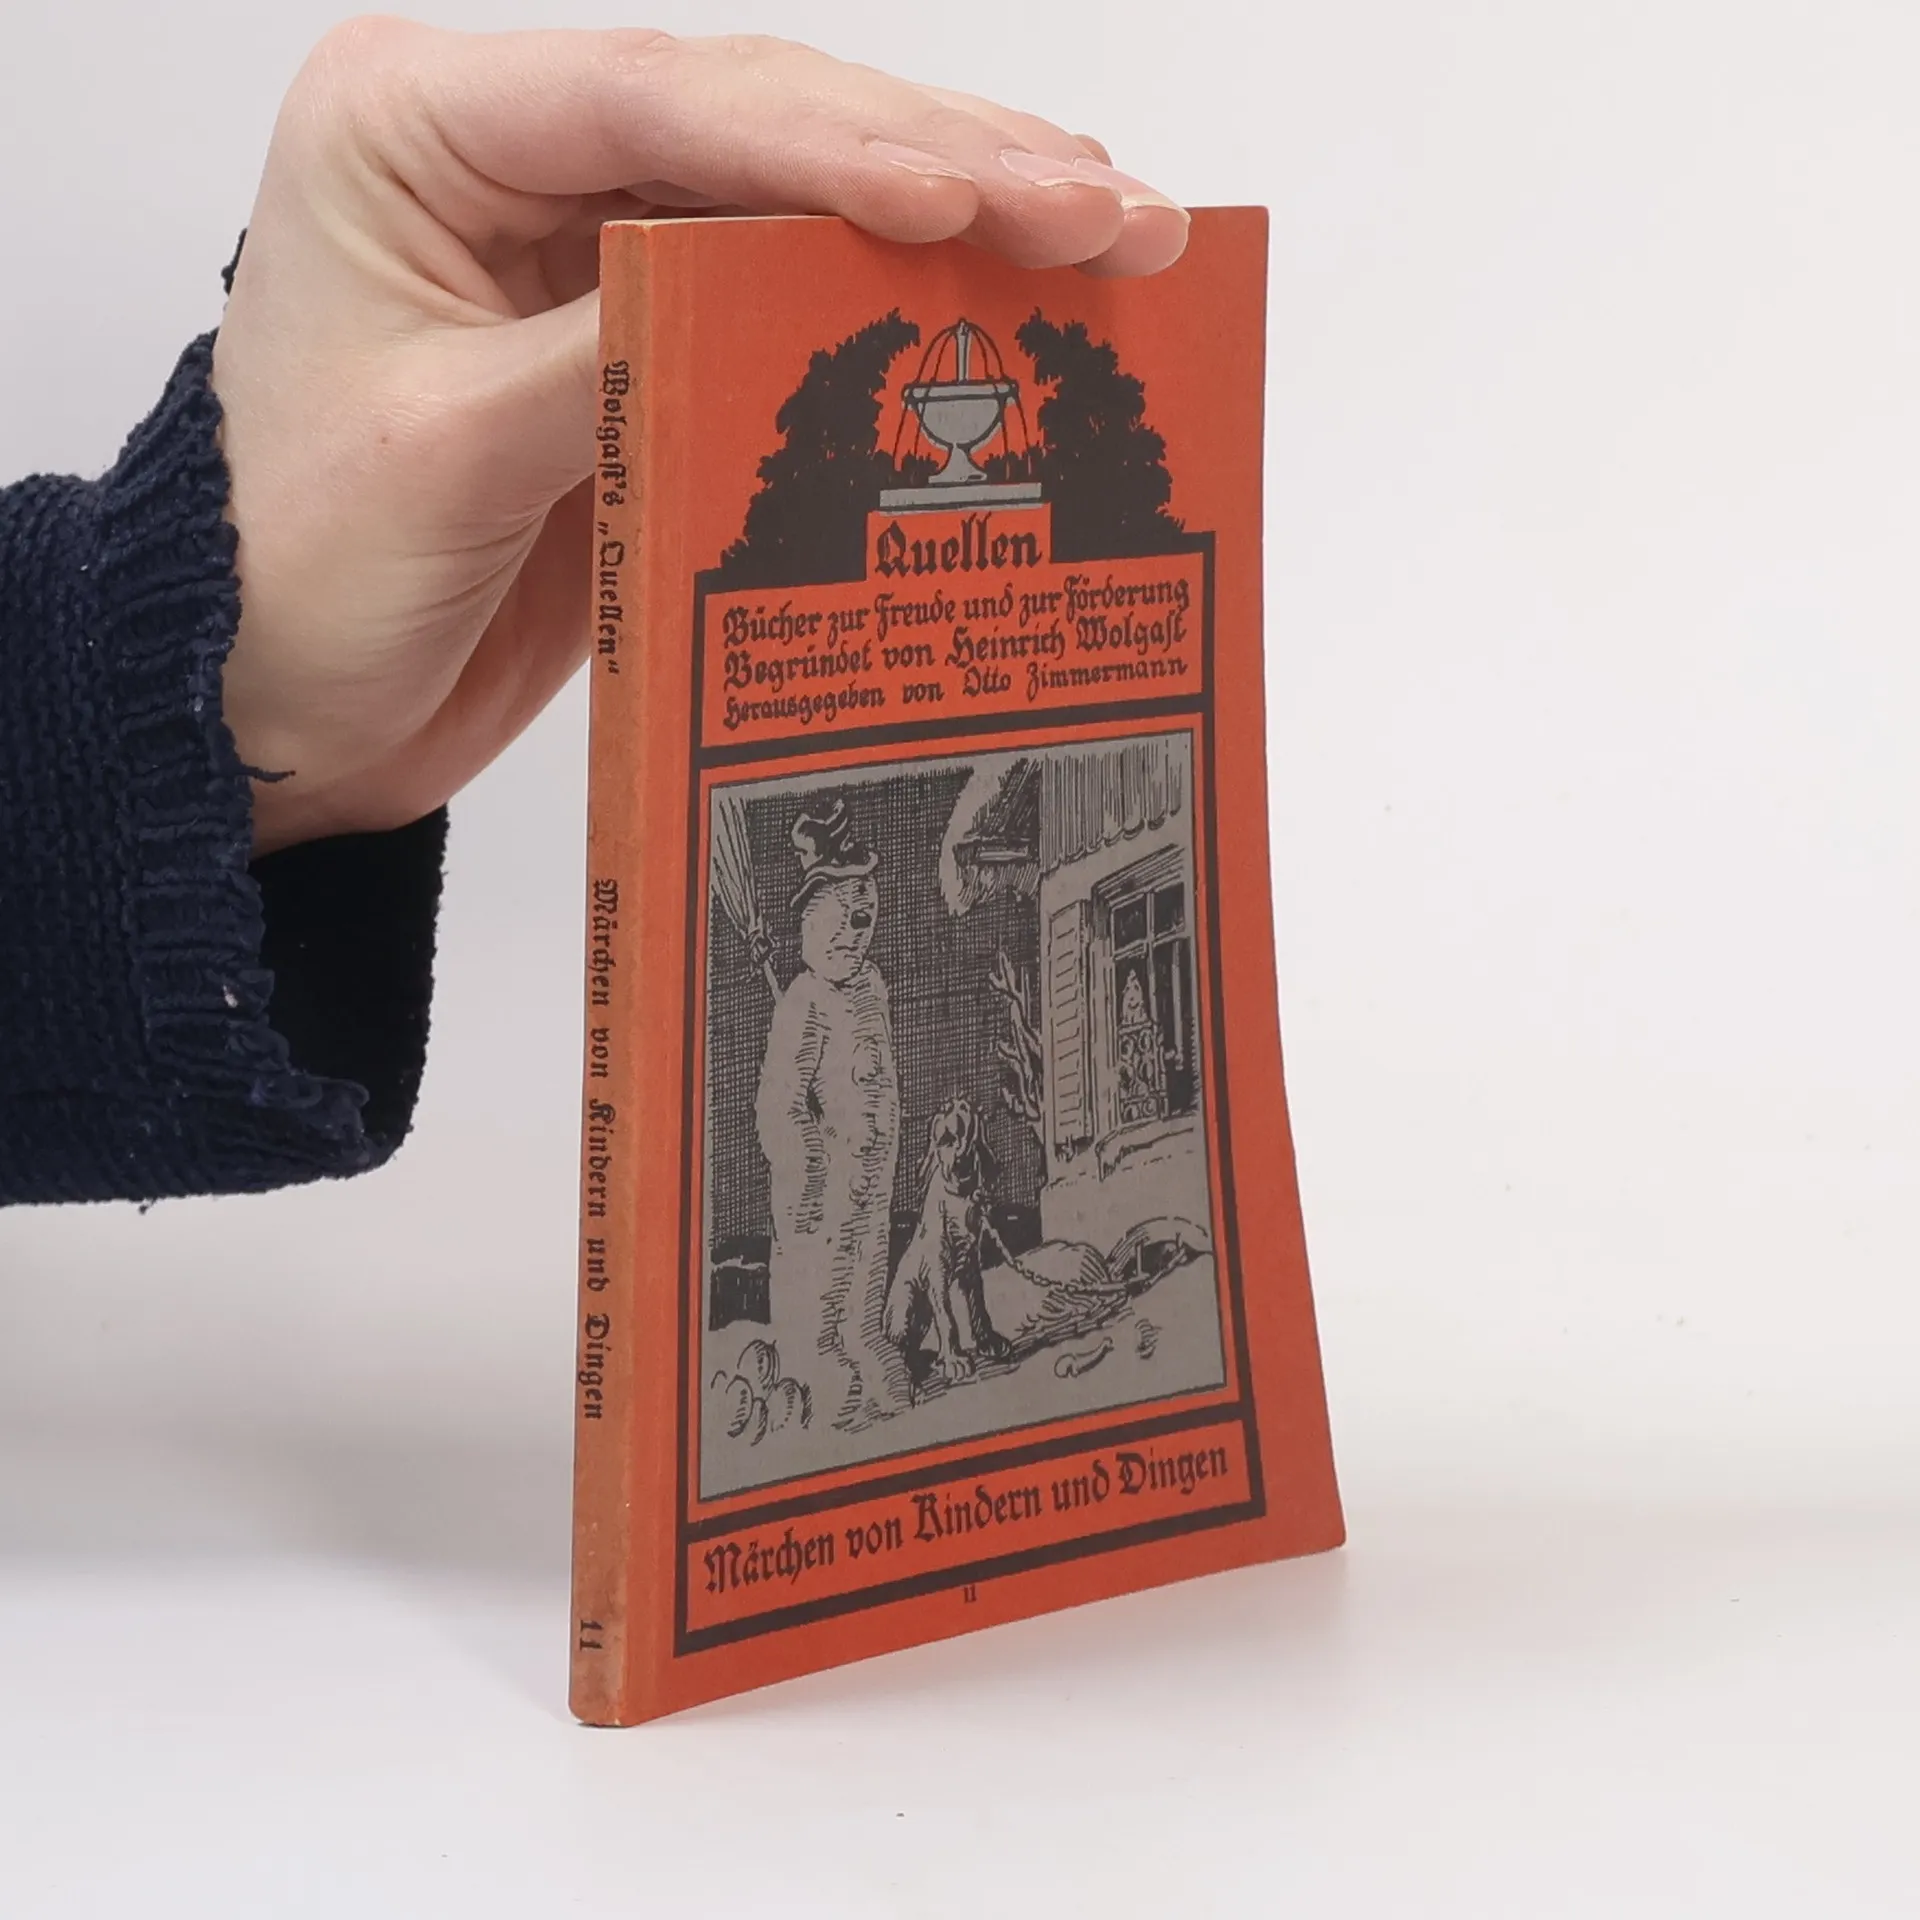 Quellen
Bücher zur Freude und zur Förderung
Begründet von Heinrich Wolgast
Herausgegeben von Otto Zimmermann
Märchen von Kindern und Dingen
11
Wolgast's „Quellen“ Märchen von Kindern und Dingen 11